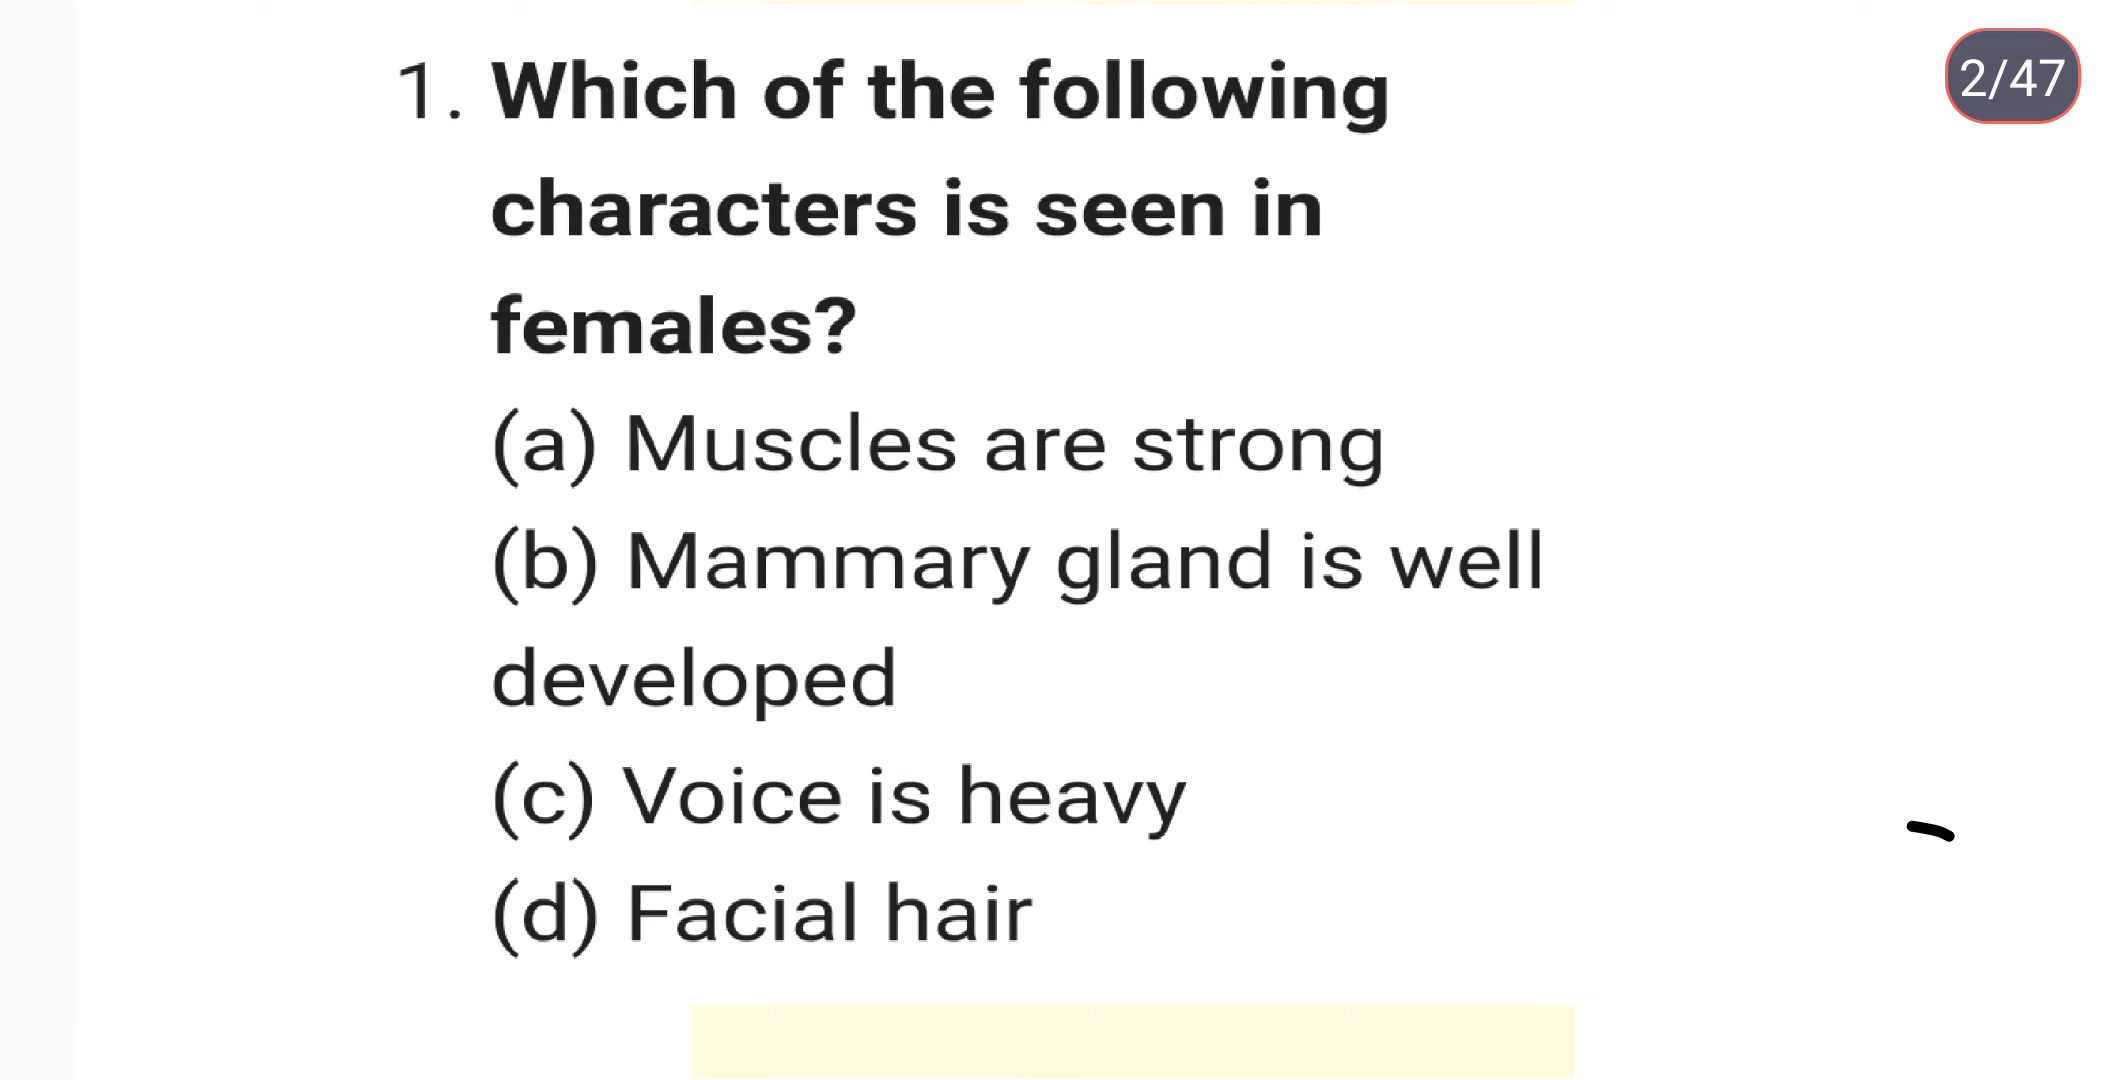 2/47
1. Which of the following
characters is seen in
females?
(a) Muscles are strong
(b) Mammary gland is well
developed
(c) Voice is heavy
(d) Facial hair